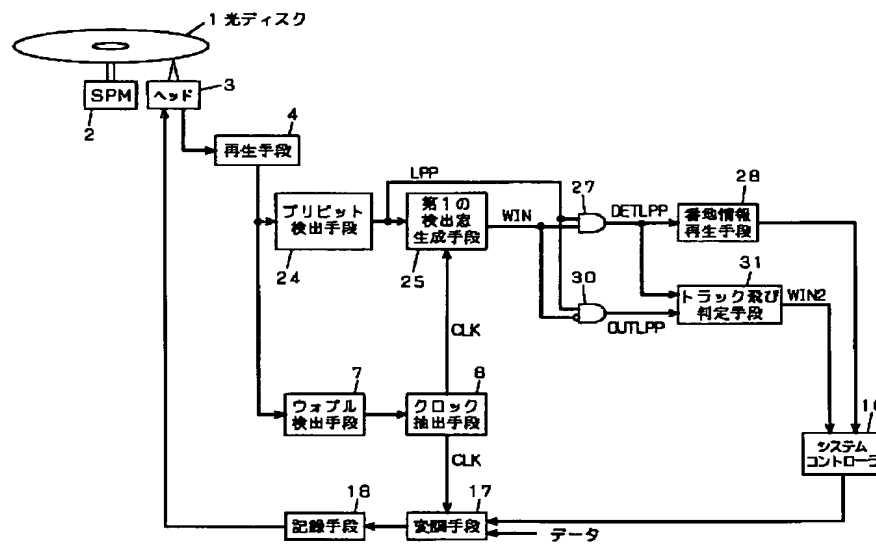 1 光ディスク
SPM
2
ヘッド
3
4
再生手段
LPP
プリピット
検出手段
24
第1の
検出窓
生成手段
25
WIN
27
DETLPP
28
番地情報
再生手段
30
OUTLPP
31
トラック飛び
判定手段
WIN2
CLK
7
ウォブル
検出手段
8
クロック
抽出手段
CLK
16
システム
コントローラ
18
記録手段
17
変調手段
データ